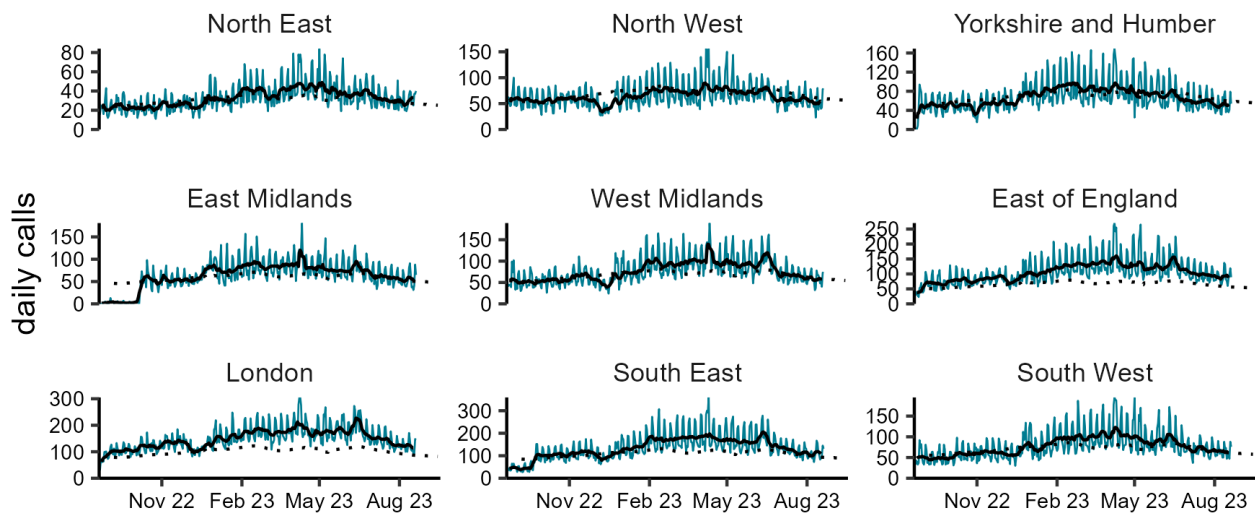 North East North West Yorkshire and Humber
80 150 160
60 120
100
40 80
50
20 40
0 0 0
East Midlands West Midlands East of England
daily calls
250
150 150 200
100 100 150
100
50 50 50
0 0 0
London South East South West
300
300 150
200 200 100
100 100 50
0 0 0
Nov 22 Feb 23 May 23 Aug 23 Nov 22 Feb 23 May 23 Aug 23 Nov 22 Feb 23 May 23 Aug 23